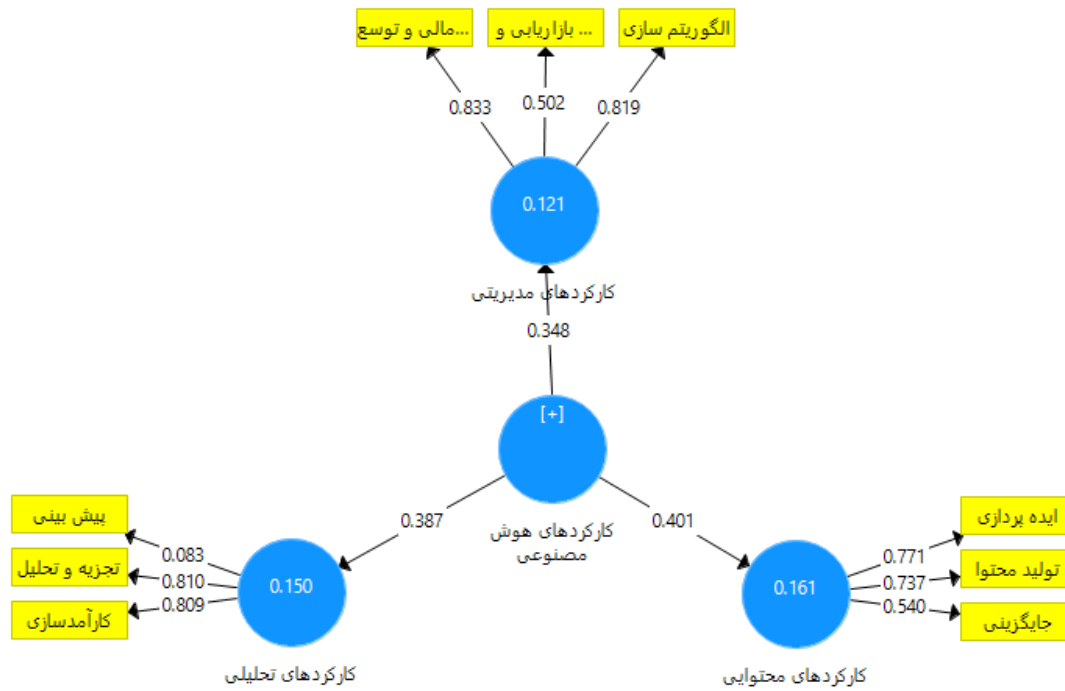 الگوریتم سازی
... بازاریابی و
مالی و توسع...
0.833
0.502
0.819
0.121
کارکردهای مدیریتی
0.348
[+]
کارکردهای هوش
مصنوعی
0.387
0.401
پیش بینی
تجزیه و تحلیل
کارآمدسازی
0.083
0.810
0.809
0.150
کارکردهای تحلیلی
ایده پردازی
تولید محتوا
جایگزینی
0.771
0.737
0.540
0.161
کارکردهای محتوایی